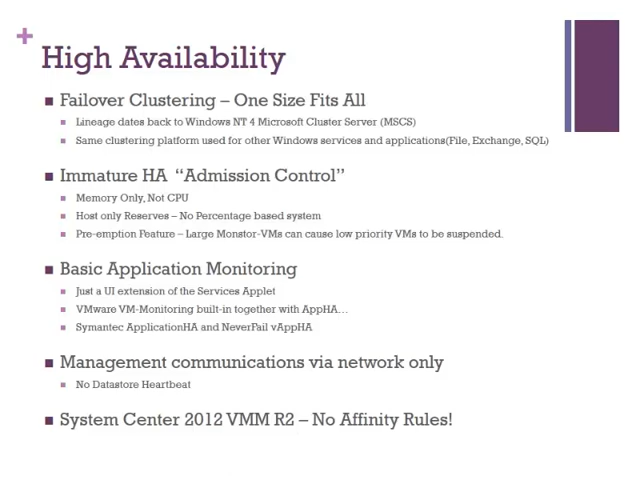 +
High Availability
Failover Clustering – One Size Fits All
Lineage dates back to Windows NT 4 Microsoft Cluster Server (MSCS)
Same clustering platform used for other Windows services and applications(File, Exchange, SQL)
Immature HA "Admission Control"
Memory Only, Not CPU
Host only Reserves – No Percentage based system
Pre-emption Feature – Large Monstor-VMs can cause low priority VMs to be suspended.
Basic Application Monitoring
Just a UI extension of the Services Applet
VMware VM-Monitoring built-in together with AppHA…
Symantec ApplicationHA and NeverFail vAppHA
Management communications via network only
No Datastore Heartbeat
System Center 2012 VMM R2 – No Affinity Rules!